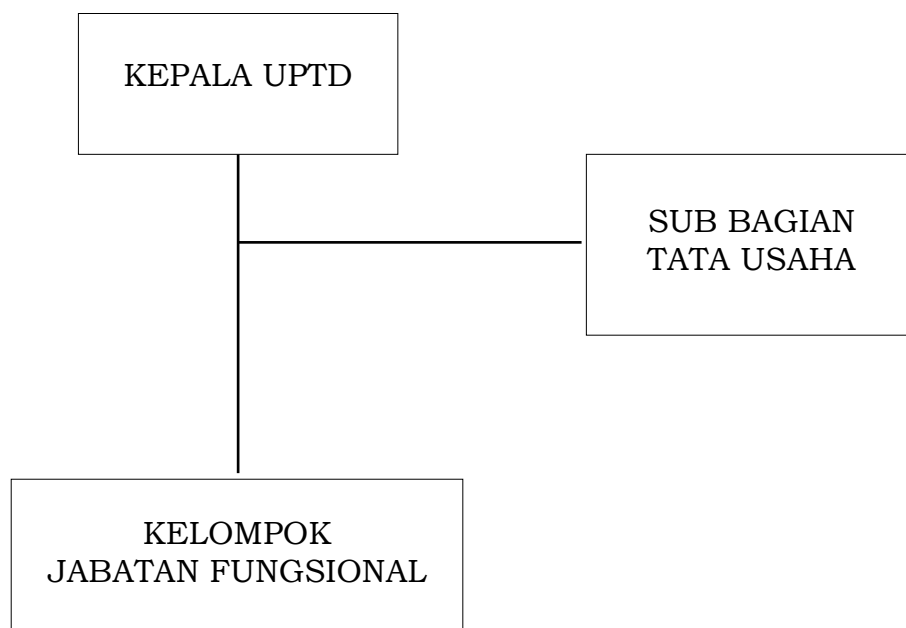 KEPALA UPTD
SUB BAGIAN
TATA USAHA
KELOMPOK
JABATAN FUNGSIONAL